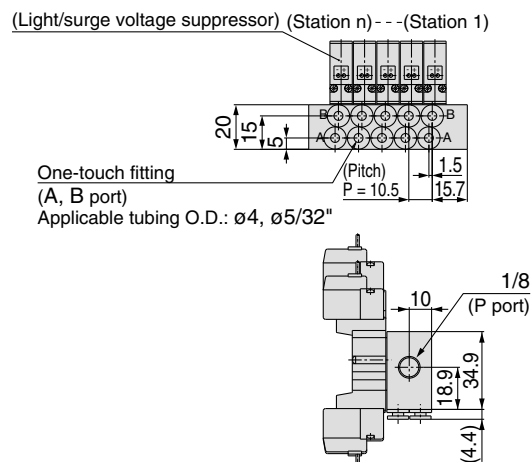 (Light/surge voltage suppressor) (Station n)---(Station 1)
B B
A A
20
15
5
One-touch fitting
(A, B port)
Applicable tubing O.D.: ø4, ø5/32"
(Pitch)
P = 10.5
1.5
15.7
10
1/8
(P port)
18.9
34.9
(4.4)